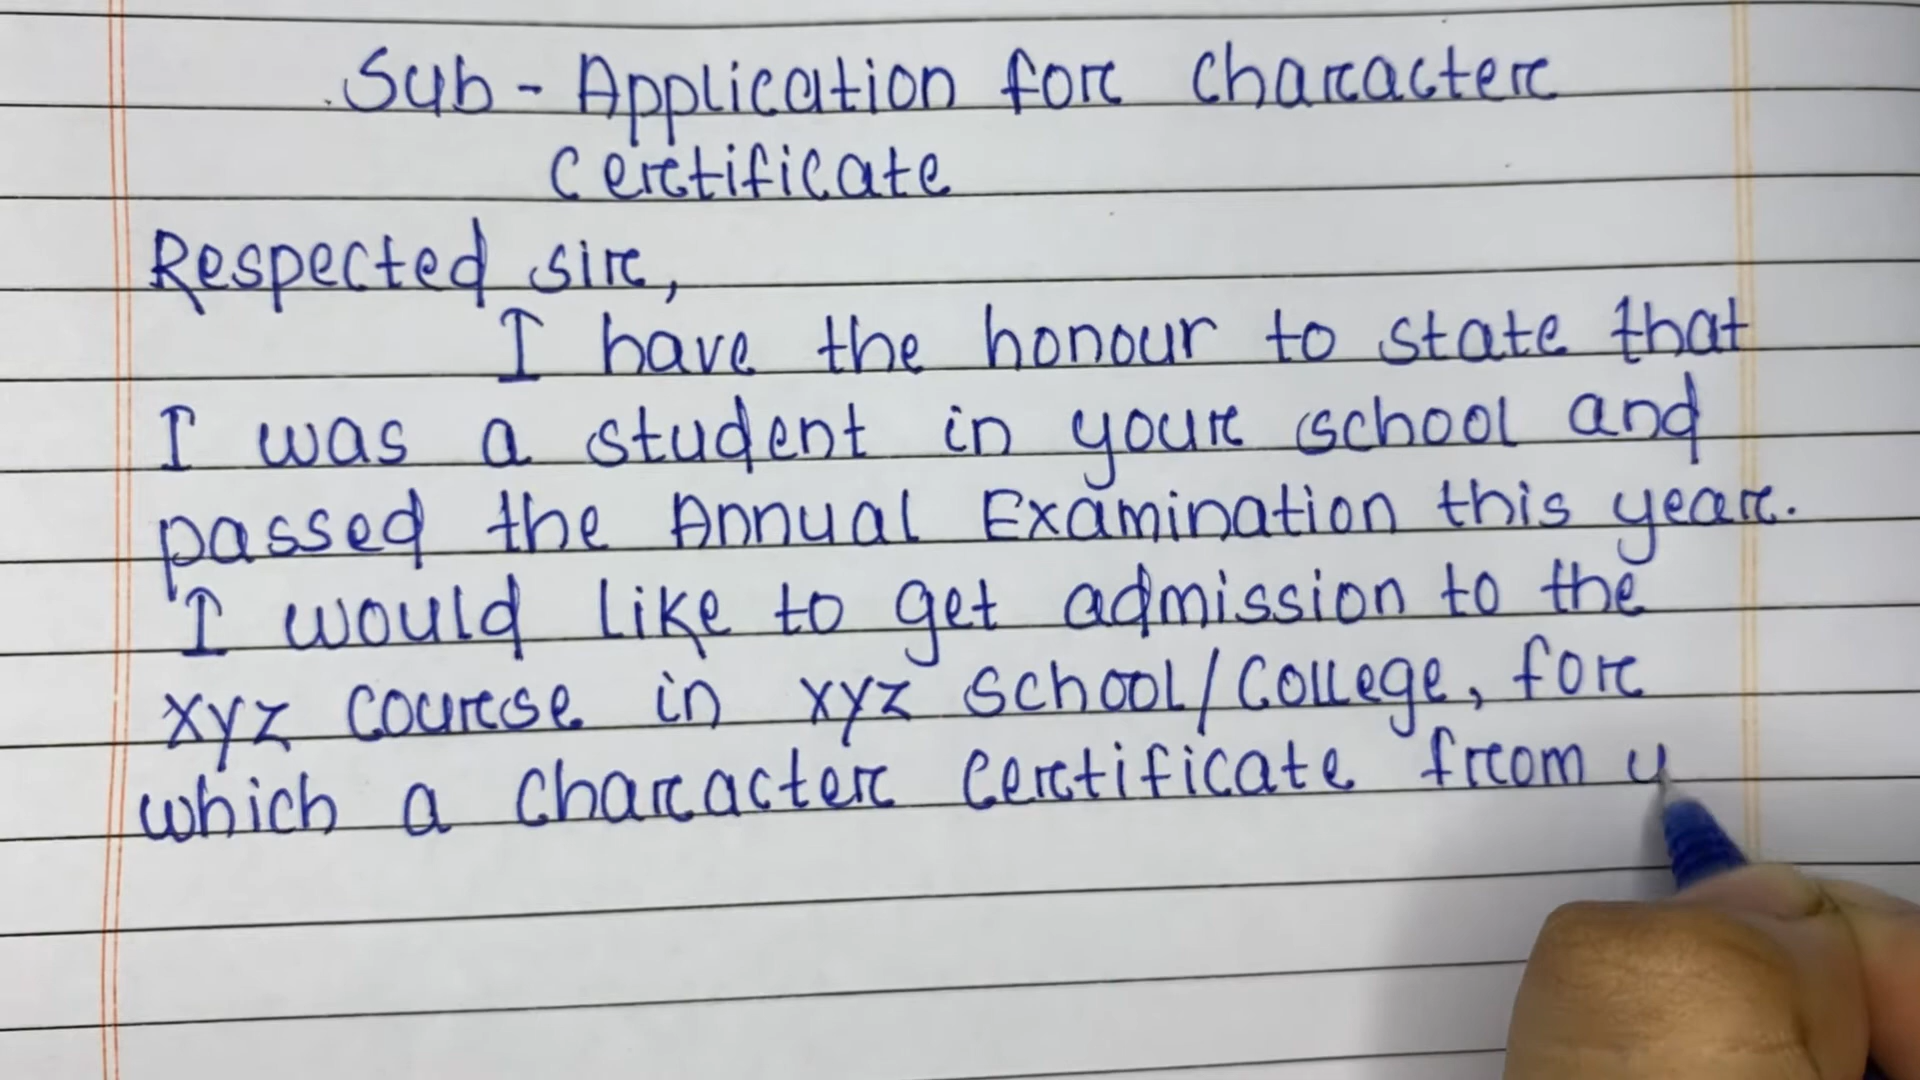 Sub - Application for character
certificate
Respected sir,
I have the honour to state that
I was a student in your school and
passed the Annual Examination this year.
I would like to get admission to the
xyz course in xyz school/College, for
which a character certificate from y